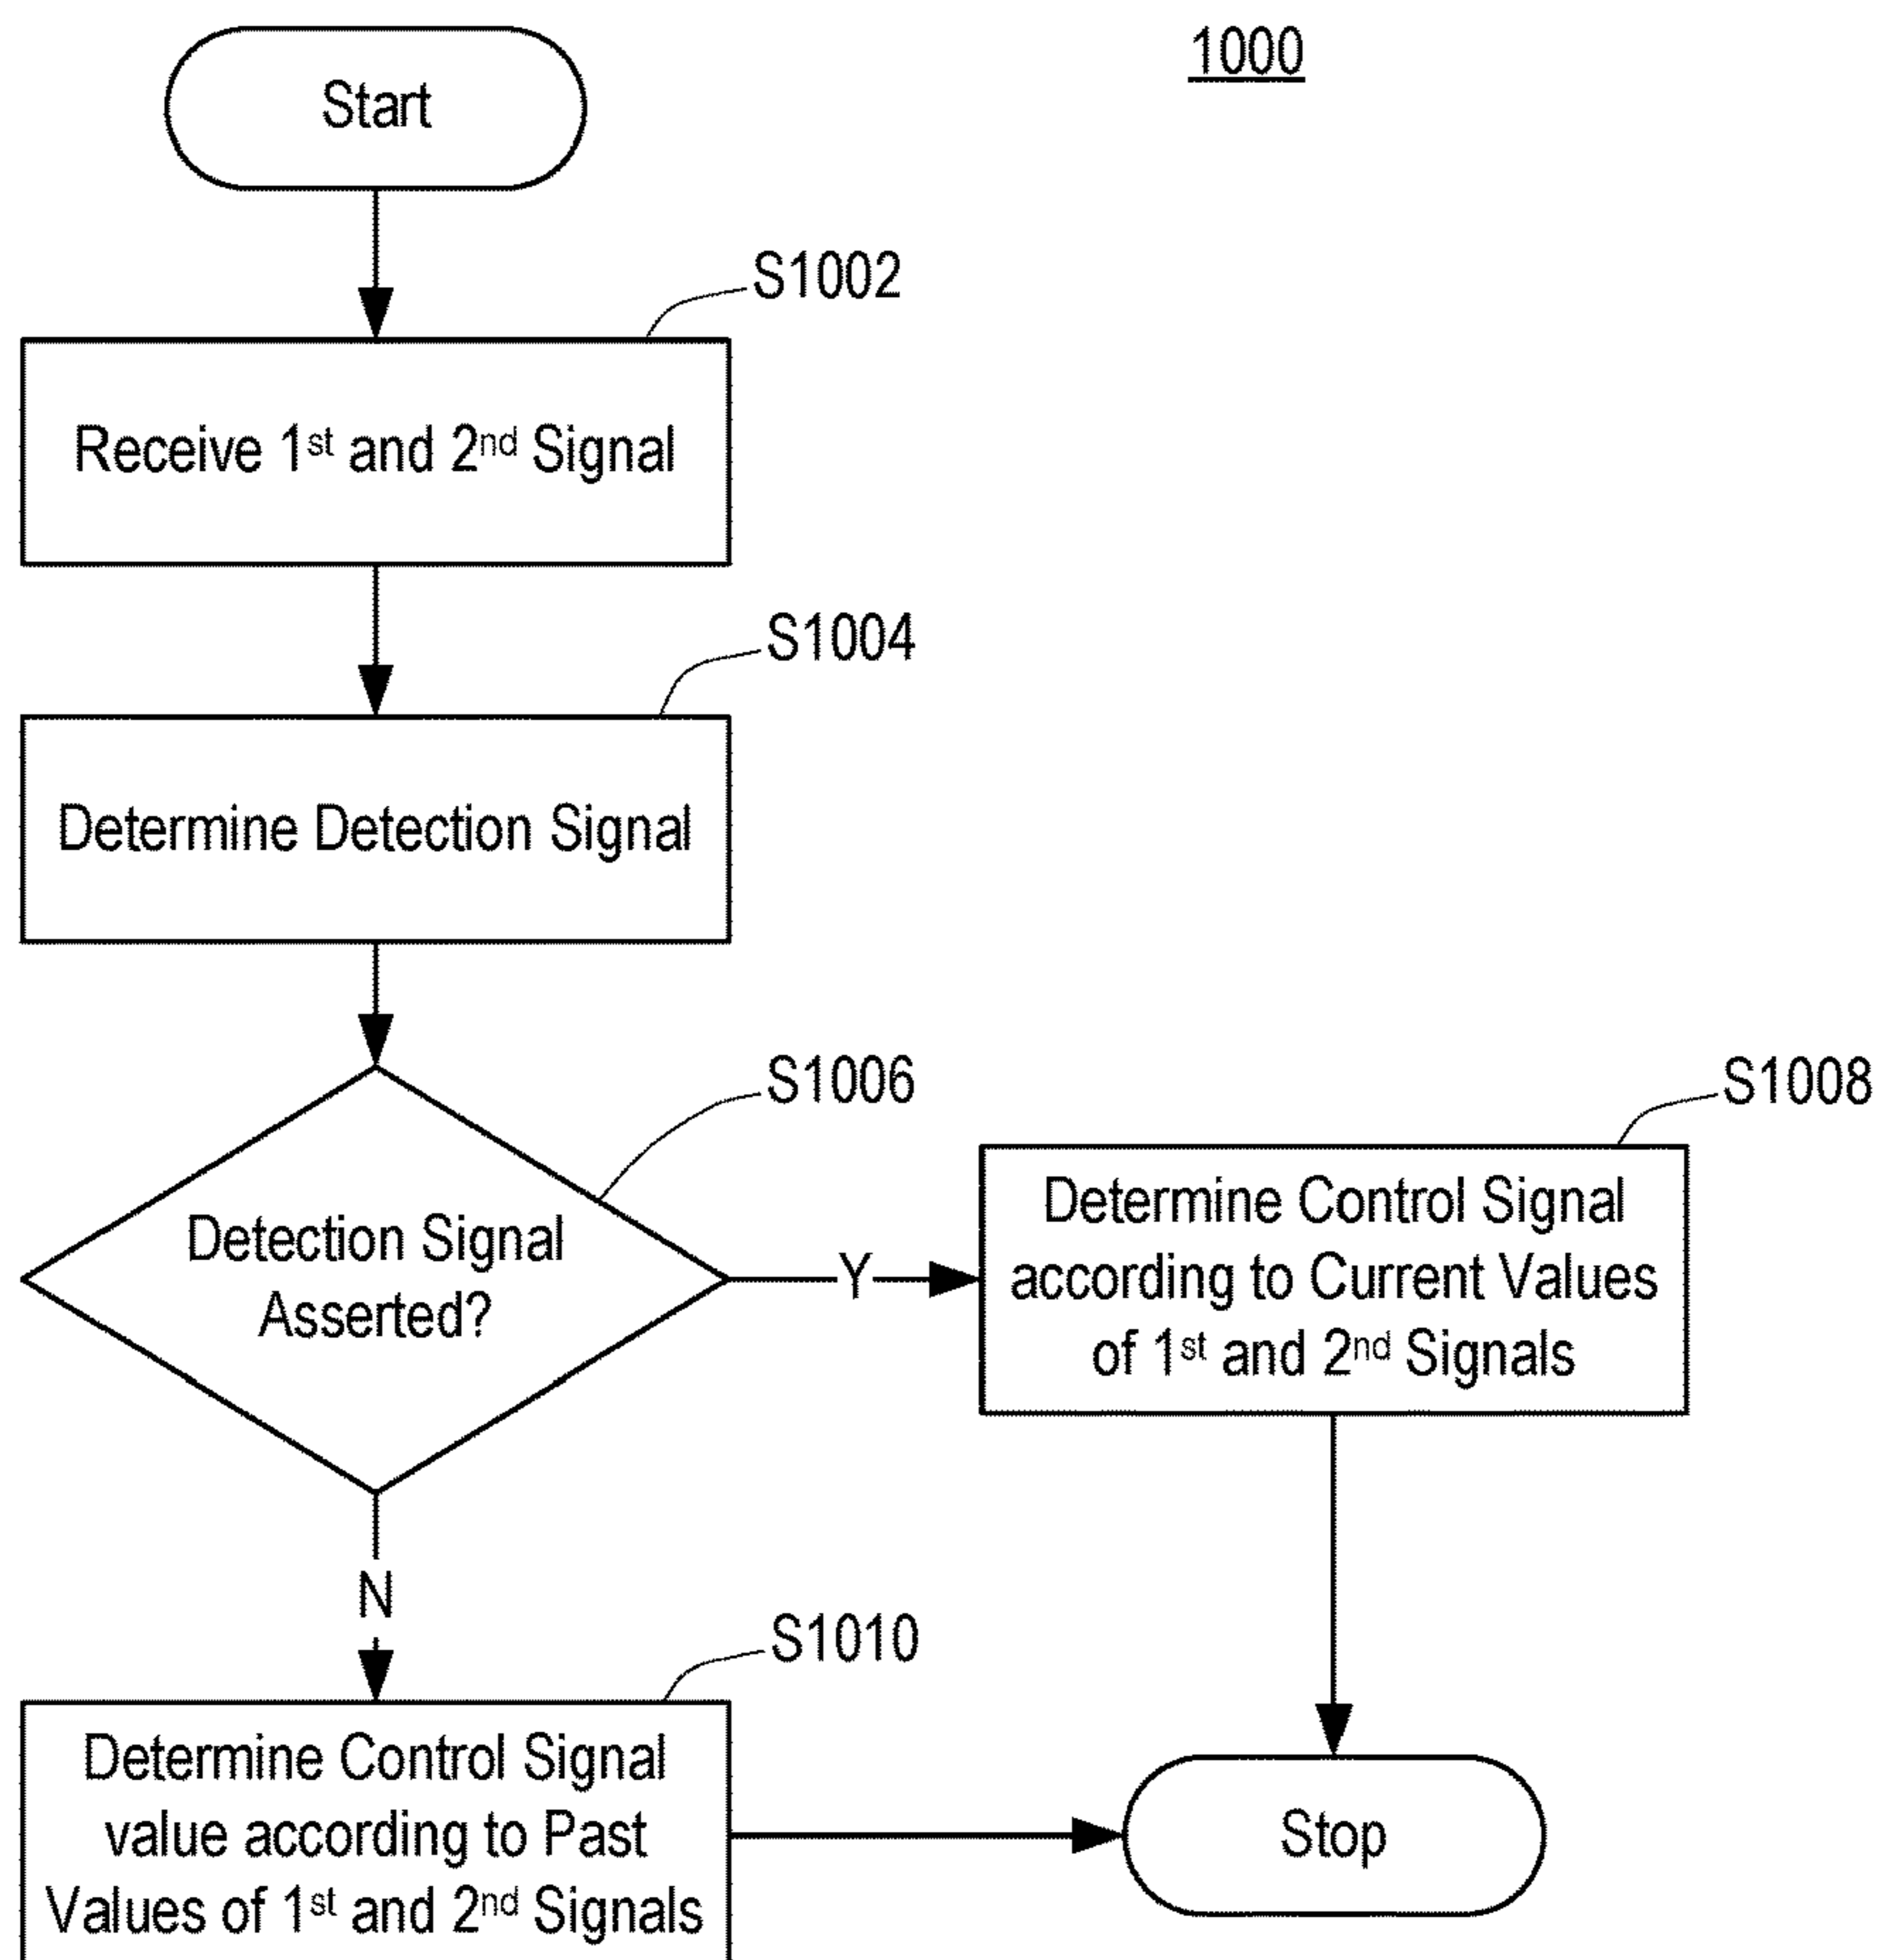 1000
Start
S1002
Receive 1st and 2nd Signal
S1004
Determine Detection Signal
S1006
Detection Signal
Asserted?
Y
S1008
Determine Control Signal
according to Current Values
of 1st and 2nd Signals
N
S1010
Determine Control Signal
value according to Past
Values of 1st and 2nd Signals
Stop